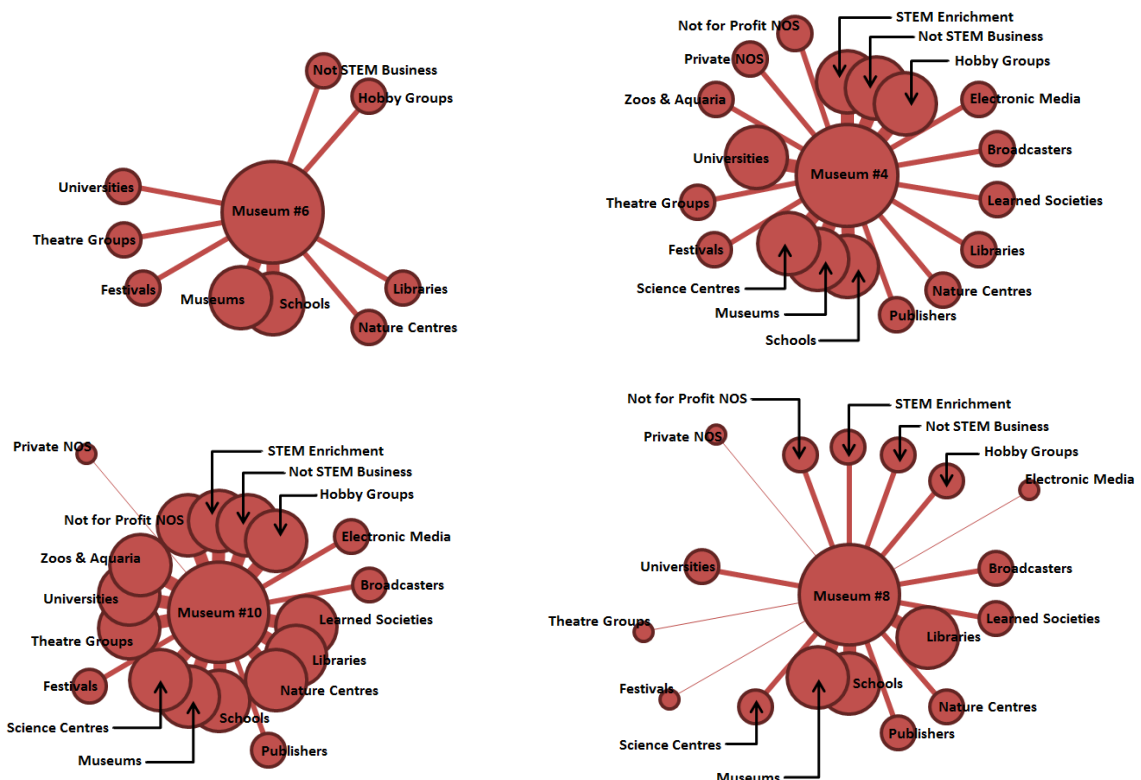 Not STEM Business
Hobby Groups
Universities
Museum #6
Theatre Groups
Festivals
Museums
Schools
Libraries
Nature Centres
STEM Enrichment
Not for Profit NOS
Not STEM Business
Private NOS
Hobby Groups
Zoos & Aquaria
Electronic Media
Universities
Broadcasters
Museum #4
Theatre Groups
Learned Societies
Festivals
Libraries
Science Centres
Nature Centres
Museums
Publishers
Schools
Private NOS
STEM Enrichment
Not STEM Business
Hobby Groups
Not for Profit NOS
Electronic Media
Zoos & Aquaria
Universities
Broadcasters
Museum #10
Learned Societies
Theatre Groups
Libraries
Festivals
Nature Centres
Science Centres
Schools
Museums
Publishers
Not for Profit NOS
STEM Enrichment
Private NOS
Not STEM Business
Hobby Groups
Electronic Media
Universities
Broadcasters
Museum #8
Theatre Groups
Learned Societies
Libraries
Festivals
Schools
Nature Centres
Science Centres
Publishers
Museums